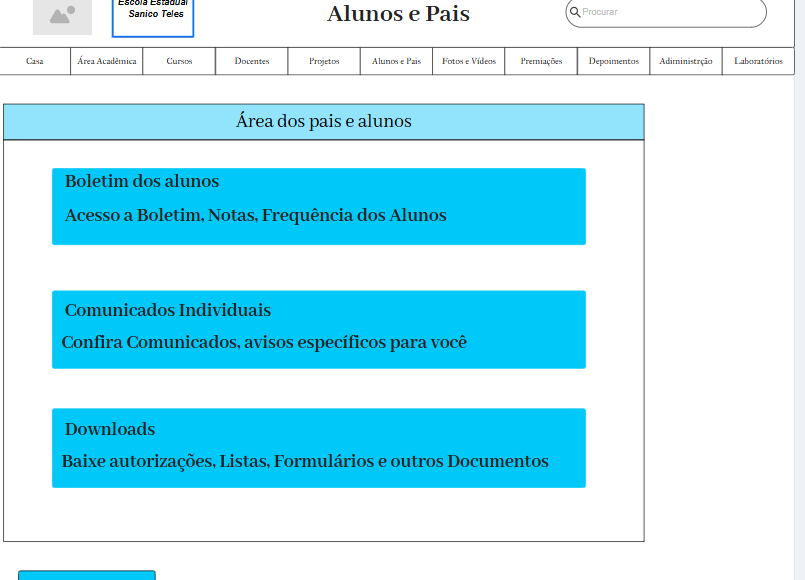 Escola Estadual
Sanico Teles
Alunos e Pais
Procurar
Casa
Área Acadêmica
Cursos
Docentes
Projetos
Alunos e Pais
Fotos e Vídeos
Premiações
Depoimentos
Adiministrção
Laboratórios
Área dos pais e alunos
Boletim dos alunos
Acesso a Boletim, Notas, Frequência dos Alunos
Comunicados Individuais
Confira Comunicados, avisos específicos para você
Downloads
Baixe autorizações, Listas, Formulários e outros Documentos